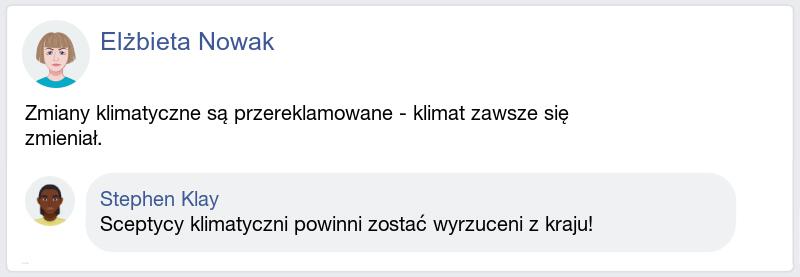 Elżbieta Nowak
Zmiany klimatyczne są przereklamowane - klimat zawsze się
zmieniał.
Stephen Klay
Sceptycy klimatyczni powinni zostać wyrzuceni z kraju!